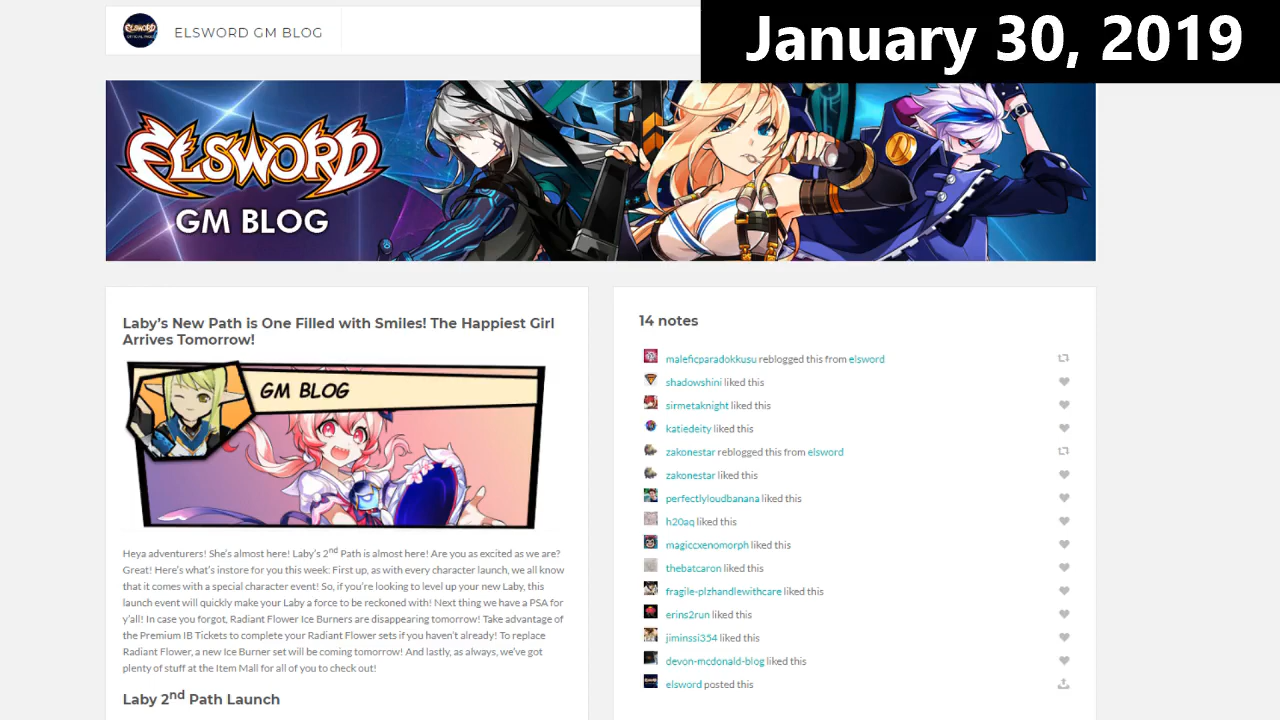 ELSWORD GM BLOG
January 30, 2019
ELSWORD
GM BLOG
Laby's New Path is One Filled with Smiles! The Happiest Girl
Arrives Tomorrow!
GM BLOG
Heya adventurers! She's almost here! Laby's 2nd Path is almost here! Are you as excited as we are?
Great! Here's what's instore for you this week: First up, as with every character launch, we all know
that it comes with a special character event! So, if you're looking to level up your new Laby, this
launch event will quickly make your Laby a force to be reckoned with! Next thing we have a PSA for
y'all! In case you forgot, Radiant Flower Ice Burners are disappearing tomorrow! Take advantage of
the Premium IB Tickets to complete your Radiant Flower sets if you haven't already! To replace
Radiant Flower, a new Ice Burner set will be coming tomorrow! And lastly, as always, we've got
plenty of stuff at the Item Mall for all of you to check out!
Laby 2nd Path Launch
14 notes
maleficparadokkusu reblogged this from elsword
shadowshini liked this
sirmetaknight liked this
katiedeity liked this
zakonestar reblogged this from elsword
zakonestar liked this
perfectlyloudbanana liked this
h20aq liked this
magiccxenomorph liked this
thebatcaron liked this
fragile-plzhandlewithcare liked this
erins2run liked this
jiminssi354 liked this
devon-mcdonald-blog liked this
elsword posted this